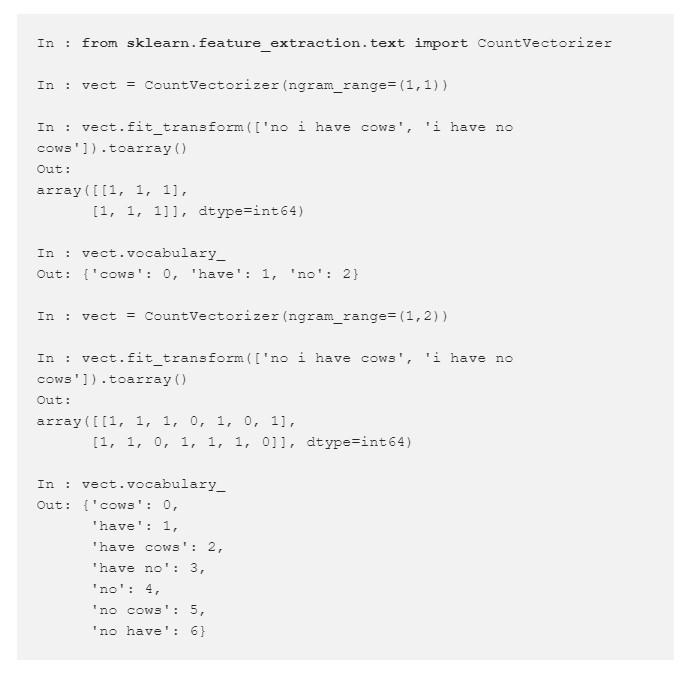 In : from sklearn.feature_extraction.text import CountVectorizer
In : vect = CountVectorizer(ngram_range=(1,1))
In : vect.fit_transform(['no i have cows', 'i have no
cows']).toarray()
Out:
array([[1, 1, 1],
       [1, 1, 1]], dtype=int64)
In : vect.vocabulary_
Out: {'cows': 0, 'have': 1, 'no': 2}
In : vect = CountVectorizer(ngram_range=(1,2))
In : vect.fit_transform(['no i have cows', 'i have no
cows']).toarray()
Out:
array([[1, 1, 1, 0, 1, 0, 1],
       [1, 1, 0, 1, 1, 1, 0]], dtype=int64)
In : vect.vocabulary_
Out: {'cows': 0,
      'have': 1,
      'have cows': 2,
      'have no': 3,
      'no': 4,
      'no cows': 5,
      'no have': 6}